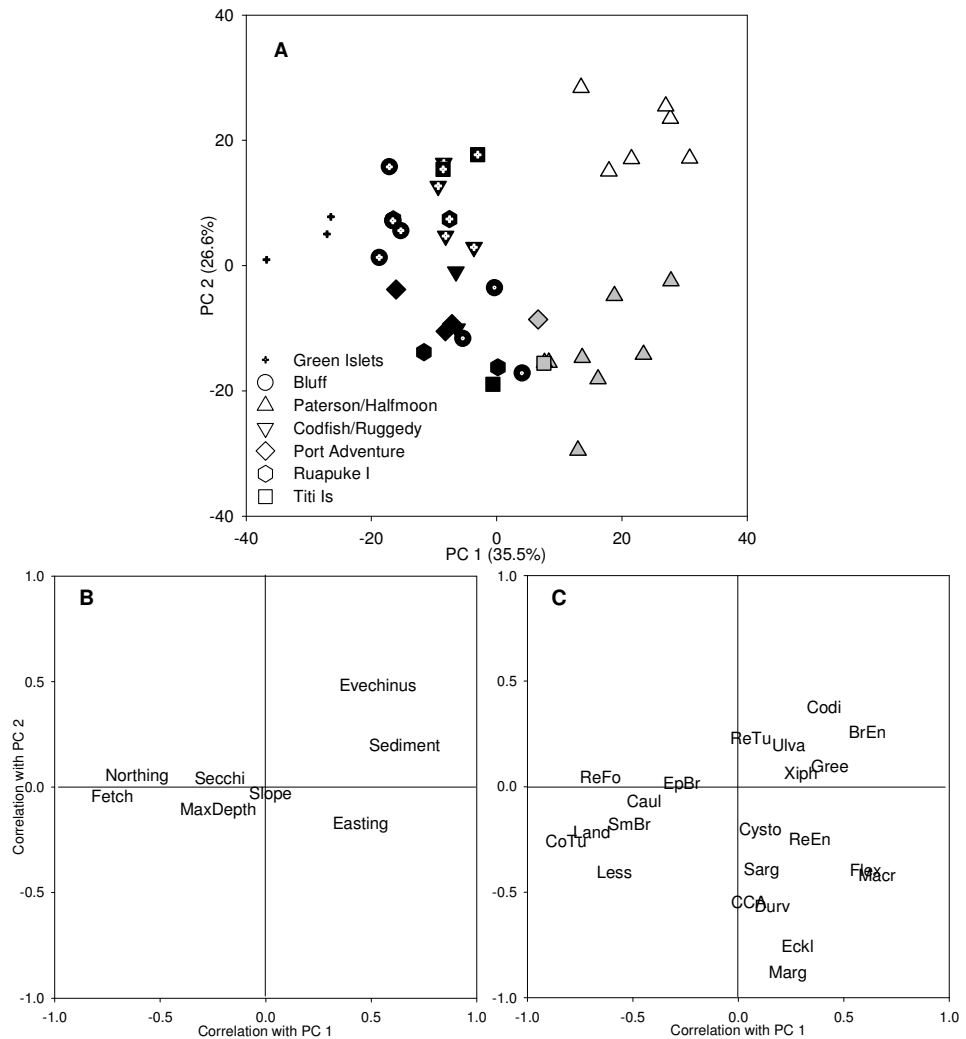 40
A
20
0
-20
-40
PC 2 (26.6%)
Green Islets
Bluff
Paterson/Halfmoon
Codfish/Ruggedy
Port Adventure
Ruapuke I
Titi Is
-40 -20 0 20 40
PC 1 (35.5%)
1.0
B
0.5
0.0
-0.5
-1.0
Correlation with PC 2
Evechinus
Sediment
Northing
Secchi
Fetch
Slope
MaxDepth
Easting
-1.0 -0.5 0.0 0.5 1.0
Correlation with PC 1
1.0
C
0.5
0.0
-0.5
-1.0
Codi
BrEn
ReTu
Ulva
Gree
Xiph
ReFo
EpBr
Caul
SmBr
Land
CoTu
Cysto
ReEn
Less
Sarg
Flex
Macr
CCA
Durv
Eckl
Marg
-1.0 -0.5 0.0 0.5 1.0
Correlation with PC 1